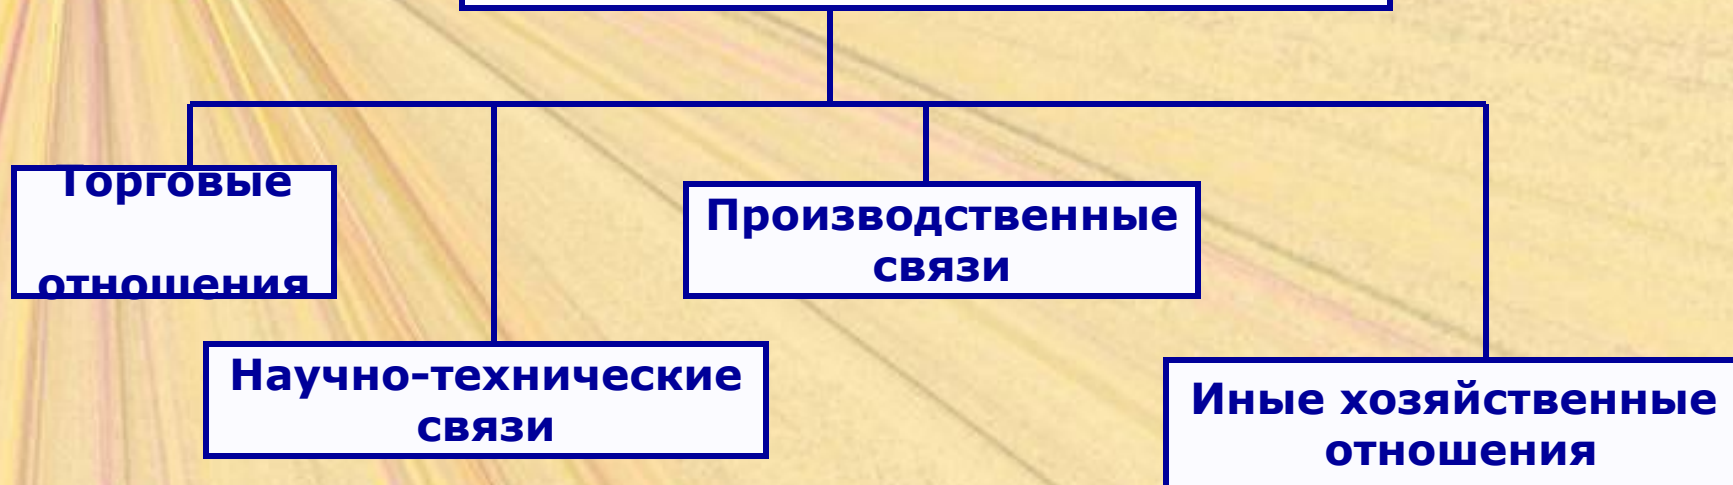 Торговые
отношения
Производственные
связи
Научно-технические
связи
Иные хозяйственные
отношения